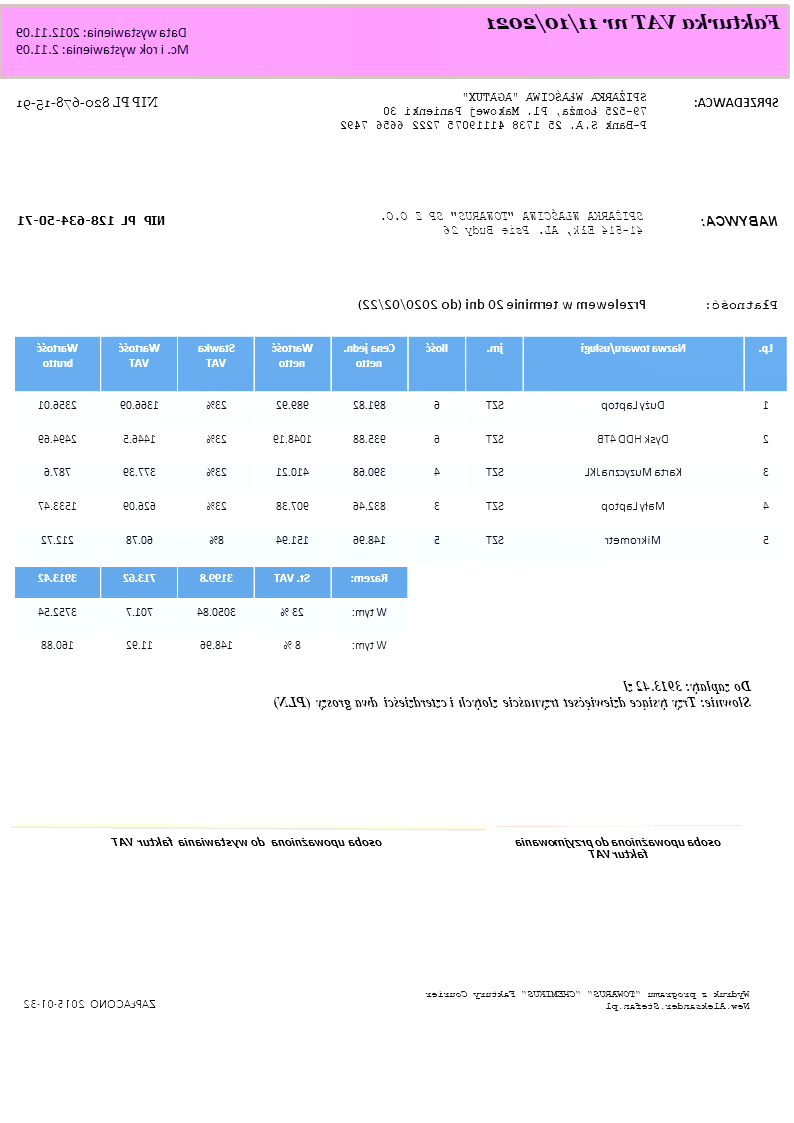 Fakturka VAT nr 11/10/2021
Data wystawienia: 2012.11.09
Mc. i rok wystawienia: 2.11.09
SPRZEDAWCA:
SPIŻARKA WŁAŚCIWA "AGATUX"
79-525 Łomża, Pl. Makowej Panienki 30
P-Bank S.A. 25 1738 41119075 7222 6656 7492
NIP PL 820-678-15-91
NABYWCA:
SPIŻARKA WŁAŚCIWA "TOWARUS" SP Z O.O.
41-614 Ełk, AL. Psie Budy 26
NIP PL 128-634-50-71
Płatność: Przelewem w terminie 20 dni (do 2020/02/22)
Lp. Nazwa towaru/usługi jm. Ilość Cena jedn. netto Wartość netto Stawka VAT Wartość VAT Wartość brutto
1 Duży Laptop SZT 6 891.82 989.92 23% 1366.09 2356.01
2 Dysk HDD 4TB SZT 6 935.88 1048.19 23% 1446.5 2494.69
3 Karta Muzyczna JKL SZT 4 390.68 410.21 23% 377.39 787.6
4 Mały Laptop SZT 3 832.46 907.38 23% 626.09 1533.47
5 Mikrometr SZT 5 148.96 151.94 8% 60.78 212.72
Razem: St. VAT 3199.8 713.62 3913.42
W tym: 23 % 3050.84 701.7 3752.54
W tym: 8 % 148.96 11.92 160.88
Do zapłaty: 3913.42 zł
Słownie: Trzy tysiące dziewięćset trzynaście złotych i czterdzieści dwa groszy (PLN)
osoba upoważniona do przyjmowania
faktur VAT
osoba upoważniona do wystawiania faktur VAT
Wydruk z programu "TOWARUS" "CHEMIKUS" Faktury Courier
New.Aleksander.Stefan.pl
ZAPŁACONO 2015-01-32